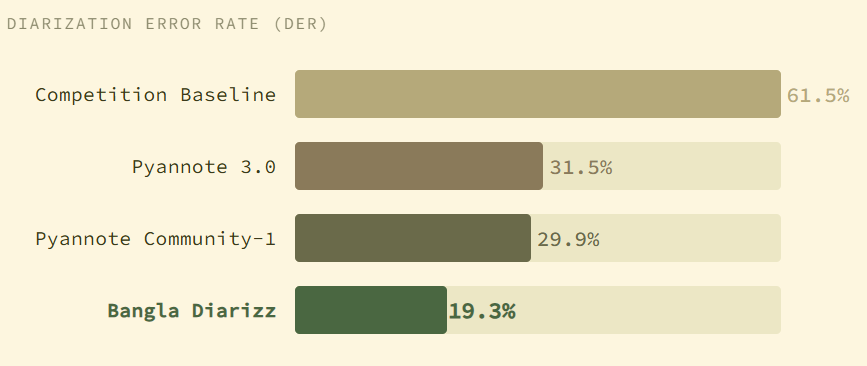 DIARIZATION ERROR RATE (DER)
Competition Baseline 61.5%
Pyannote 3.0 31.5%
Pyannote Community-1 29.9%
Bangla Diarizz 19.3%